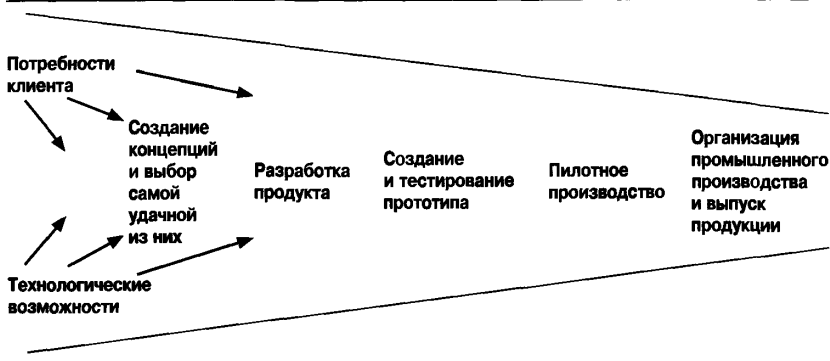 Потребности
клиента
Создание
концепций
и выбор
самой
удачной
из них
Разработка
продукта
Создание
и тестирование
прототипа
Пилотное
производство
Организация
промышленного
производства
и выпуск
продукции
Технологические
возможности